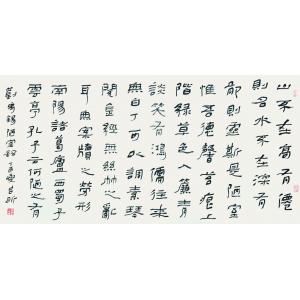 山不在高有僊
則名水不在深有
龍則靈斯是陋室
惟吾德馨苔痕上
階綠草色入簾青
談笑有鴻儒往來
無白丁可以調素琴
閱金經無絲竹之亂
耳無案牘之勞形
南陽諸葛廬西蜀子
雲亭孔子云何陋之有
劉禹錫陋室銘